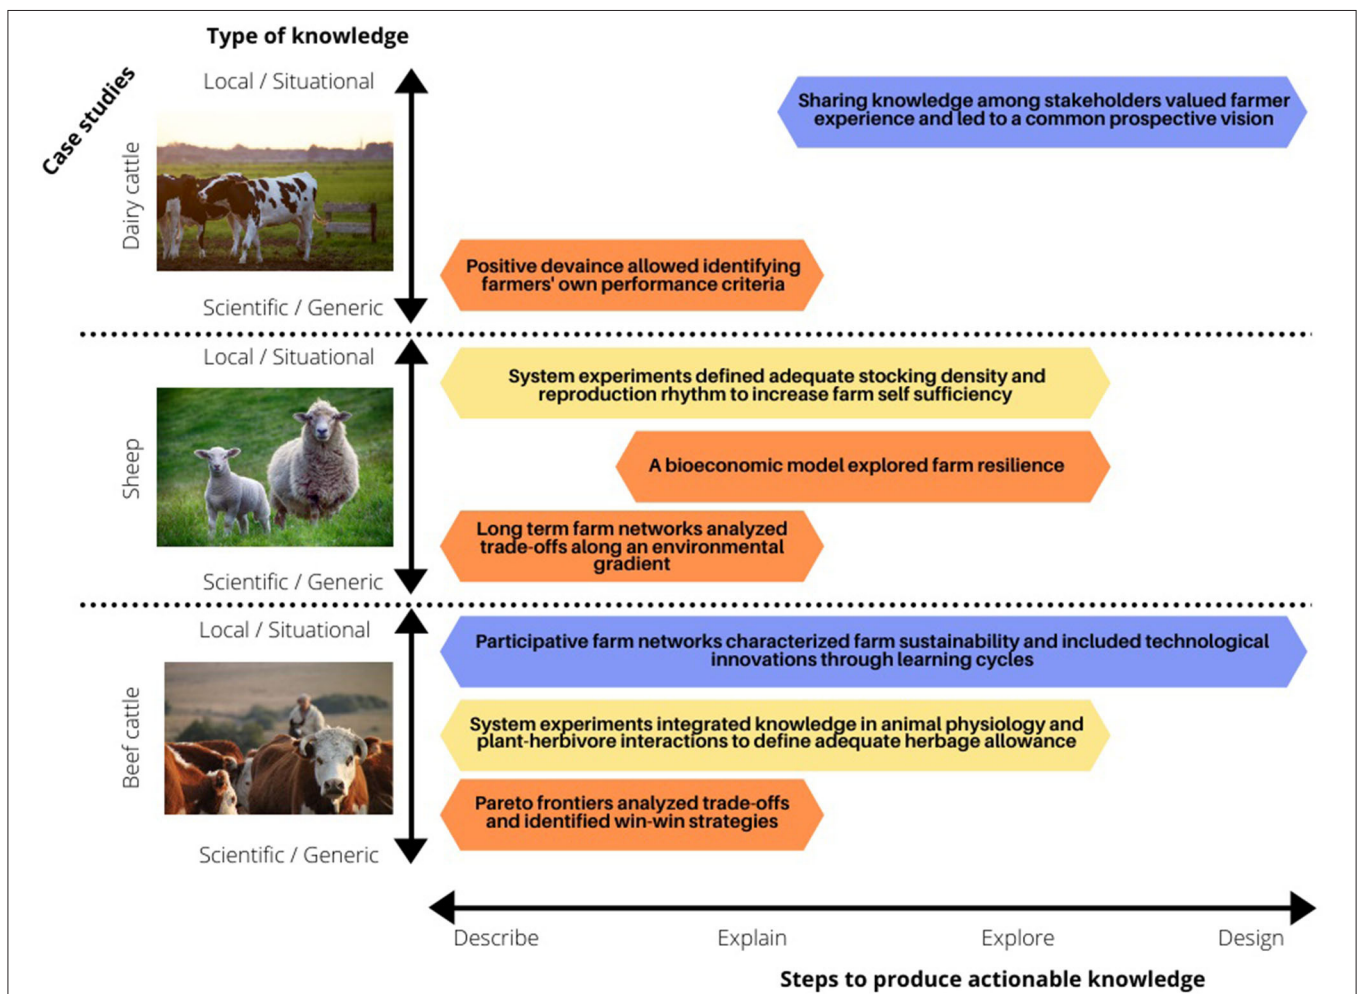 Type of knowledge
Case studies
Local / Situational
Dairy cattle
Scientific / Generic
Sharing knowledge among stakeholders valued farmer
experience and led to a common prospective vision
Positive devaince allowed identifying
farmers' own performance criteria
Local / Situational
Sheep
Scientific / Generic
System experiments defined adequate stocking density and
reproduction rhythm to increase farm self sufficiency
A bioeconomic model explored farm resilience
Long term farm networks analyzed
trade-offs along an environmental
gradient
Local / Situational
Beef cattle
Scientific / Generic
Participative farm networks characterized farm sustainability and included technological
innovations through learning cycles
System experiments integrated knowledge in animal physiology and
plant-herbivore interactions to define adequate herbage allowance
Pareto frontiers analyzed trade-offs
and identified win-win strategies
Describe
Explain
Explore
Design
Steps to produce actionable knowledge